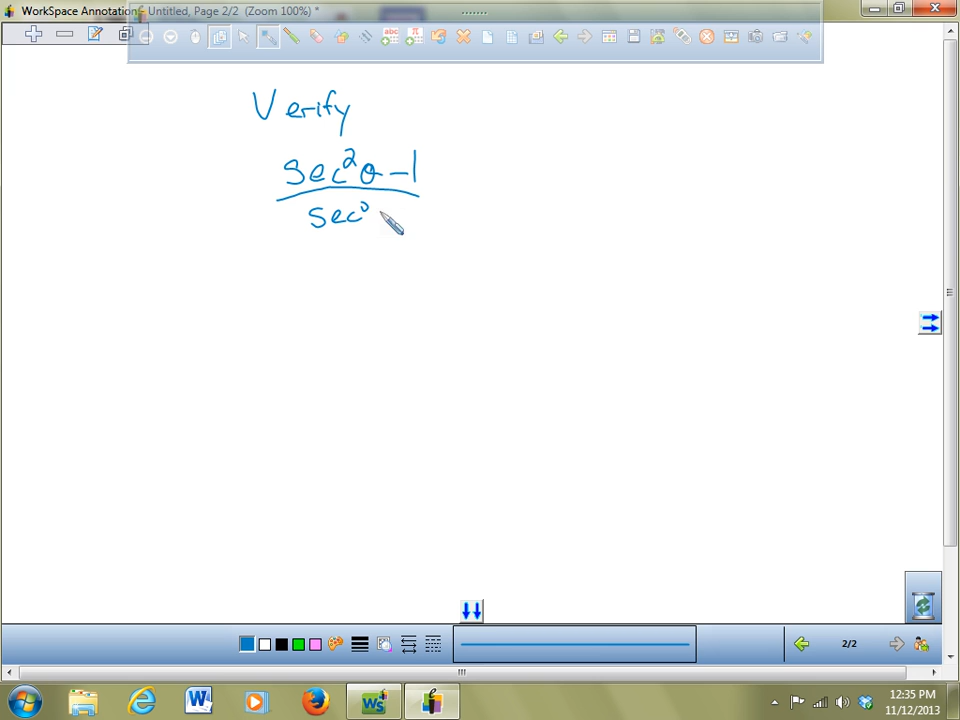 WorkSpace Annotation - Untitled, Page 2/2 (Zoom 100%) *
abc
π
Verify
sec²θ - 1
sec
2/2
12:35 PM
11/12/2013